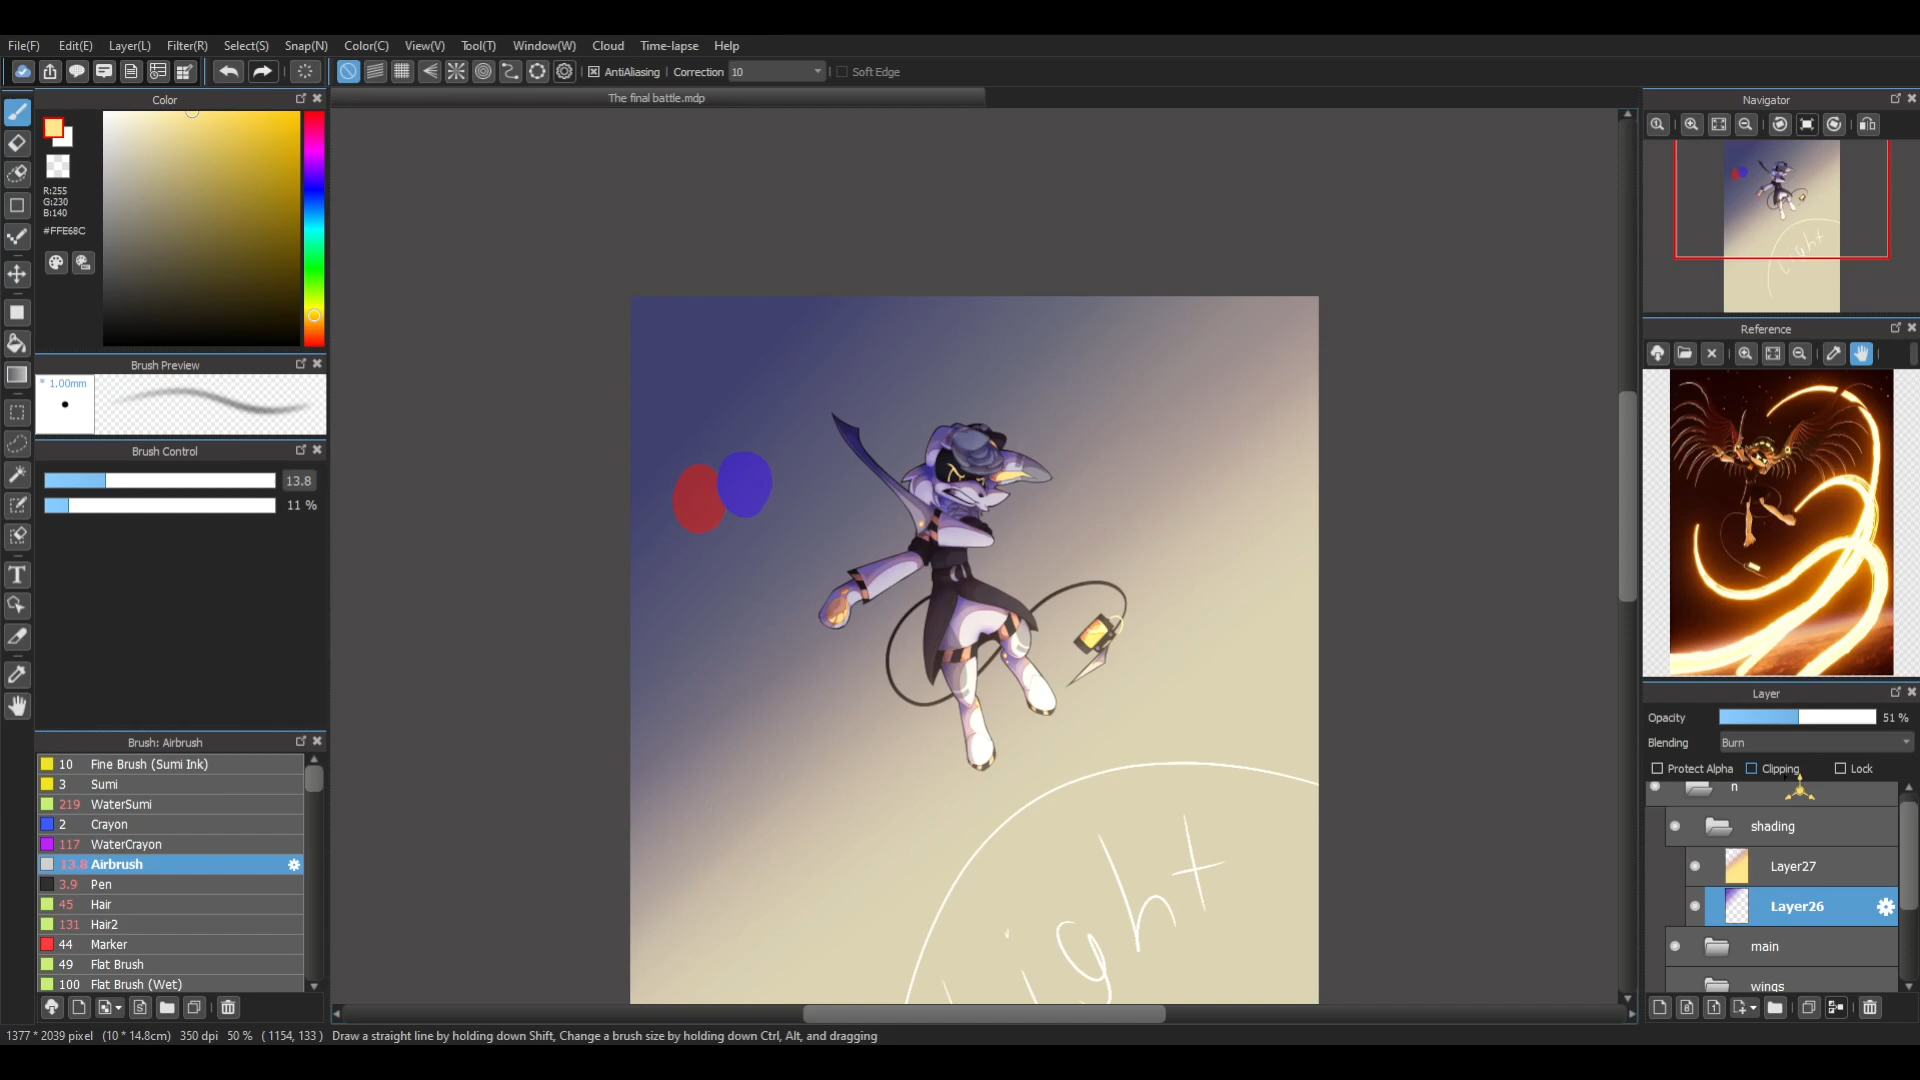 File(F) Edit(E) Layer(L) Filter(R) Select(S) Snap(N) Color(C) View(V) Tool(T) Window(W) Cloud Time-lapse Help
AntiAliasing Correction 10 Soft Edge
Color
The final battle.mdp
Navigator
R:255
G:230
B:140
#FFE68C
Reference
Brush Preview
* 1.00mm
Brush Control
13.8
11 %
Layer
Opacity 51 %
Blending Burn
Protect Alpha Clipping Lock
n
shading
Layer27
Layer26
main
wings
Brush: Airbrush
10 Fine Brush (Sumi Ink)
3 Sumi
219 WaterSumi
2 Crayon
117 WaterCrayon
13.8 Airbrush
3.9 Pen
45 Hair
131 Hair2
44 Marker
49 Flat Brush
100 Flat Brush (Wet)
light
1377 * 2039 pixel (10 * 14.8cm) 350 dpi 50 % ( 1154, 133 ) Draw a straight line by holding down Shift, Change a brush size by holding down Ctrl, Alt, and dragging